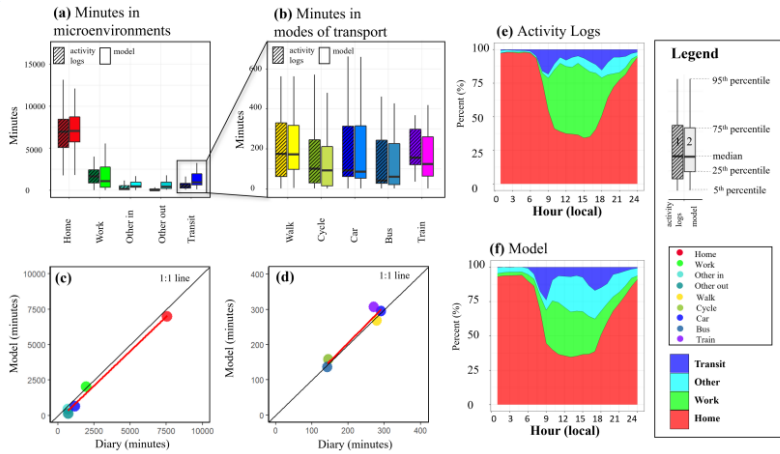 (a) Minutes in
microenvironments
activity
logs
model
Minutes
15000
10000
5000
0
Home
Work
Other in
Other out
Transit
(b) Minutes in
modes of transport
activity
logs
model
Minutes
600
400
200
0
Walk
Cycle
Car
Bus
Train
(c)
1:1 line
Model (minutes)
10000
7500
5000
2500
0
0
2500
5000
7500
10000
Diary (minutes)
(d)
1:1 line
Model (minutes)
400
300
200
100
0
0
100
200
300
400
Diary (minutes)
(e) Activity Logs
Percent (%)
100
75
50
25
0
0 3 6 9 12 15 18 21 24
Hour (local)
(f) Model
Percent (%)
100
75
50
25
0
0 3 6 9 12 15 18 21 24
Hour (local)
Legend
95th percentile
75th percentile
median
25th percentile
5th percentile
1
2
activity
logs
model
Home
Work
Other in
Other out
Walk
Cycle
Car
Bus
Train
Transit
Other
Work
Home